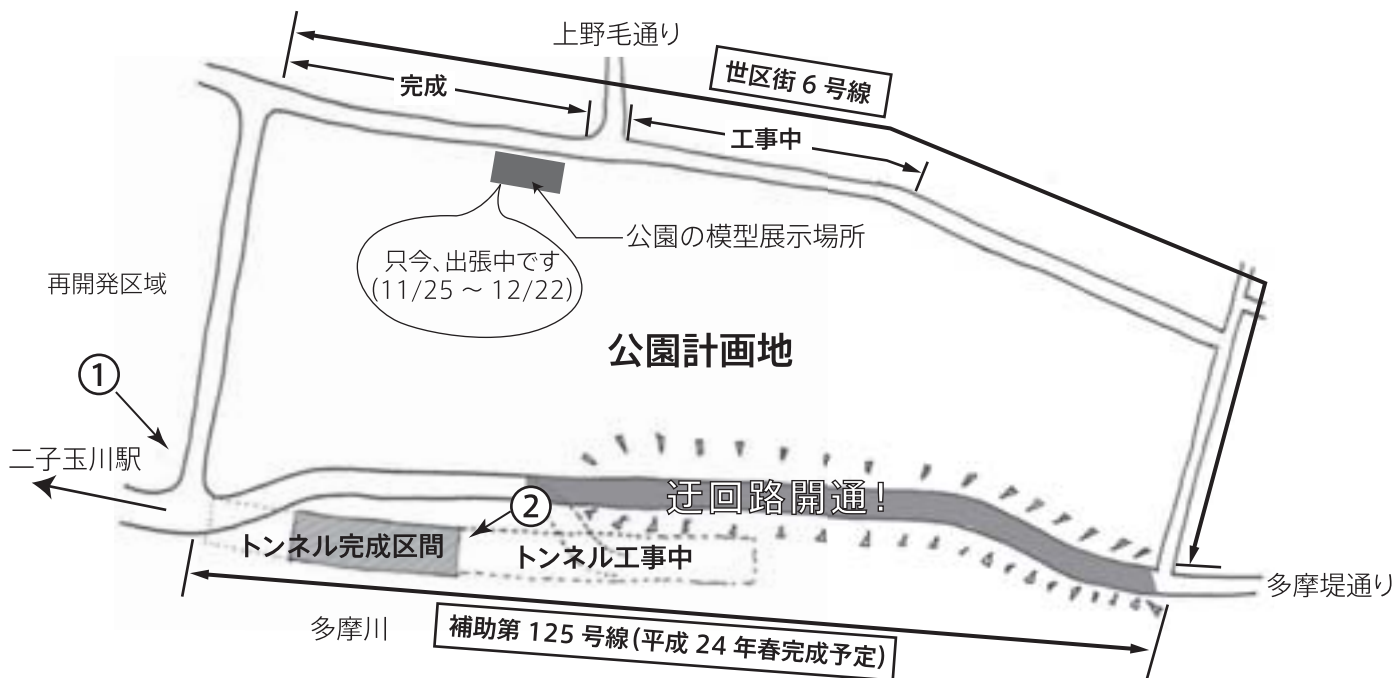 上野毛通り
世区街 6 号線
完成
工事中
公園の模型展示場所
只今、出張中です
(11/25 ～ 12/22)
再開発区域
公園計画地
①
二子玉川駅
迂回路開通！
②
トンネル完成区間
トンネル工事中
多摩堤通り
多摩川
補助第 125 号線(平成 24 年春完成予定)